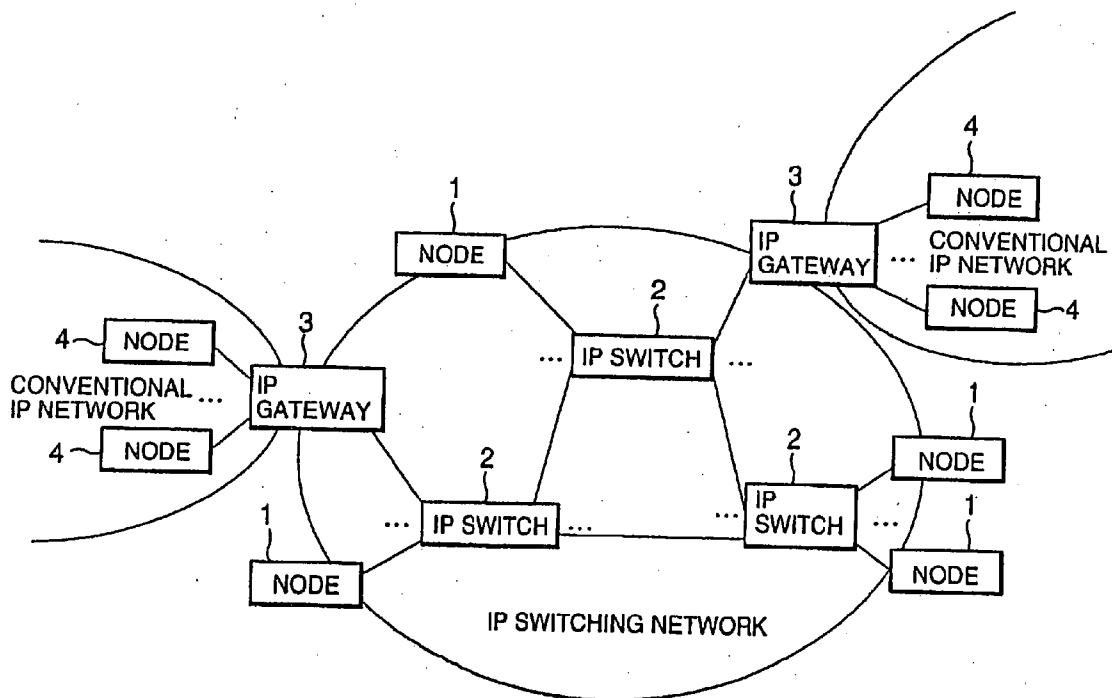 4
3
NODE
1
IP
GATEWAY
... CONVENTIONAL
IP NETWORK
NODE
2
NODE
4
3
... IP SWITCH ...
4
NODE
IP
GATEWAY
CONVENTIONAL ...
IP NETWORK
1
4
NODE
2
2
NODE
... IP SWITCH ...
... IP
SWITCH ...
1
1
NODE
NODE
IP SWITCHING NETWORK